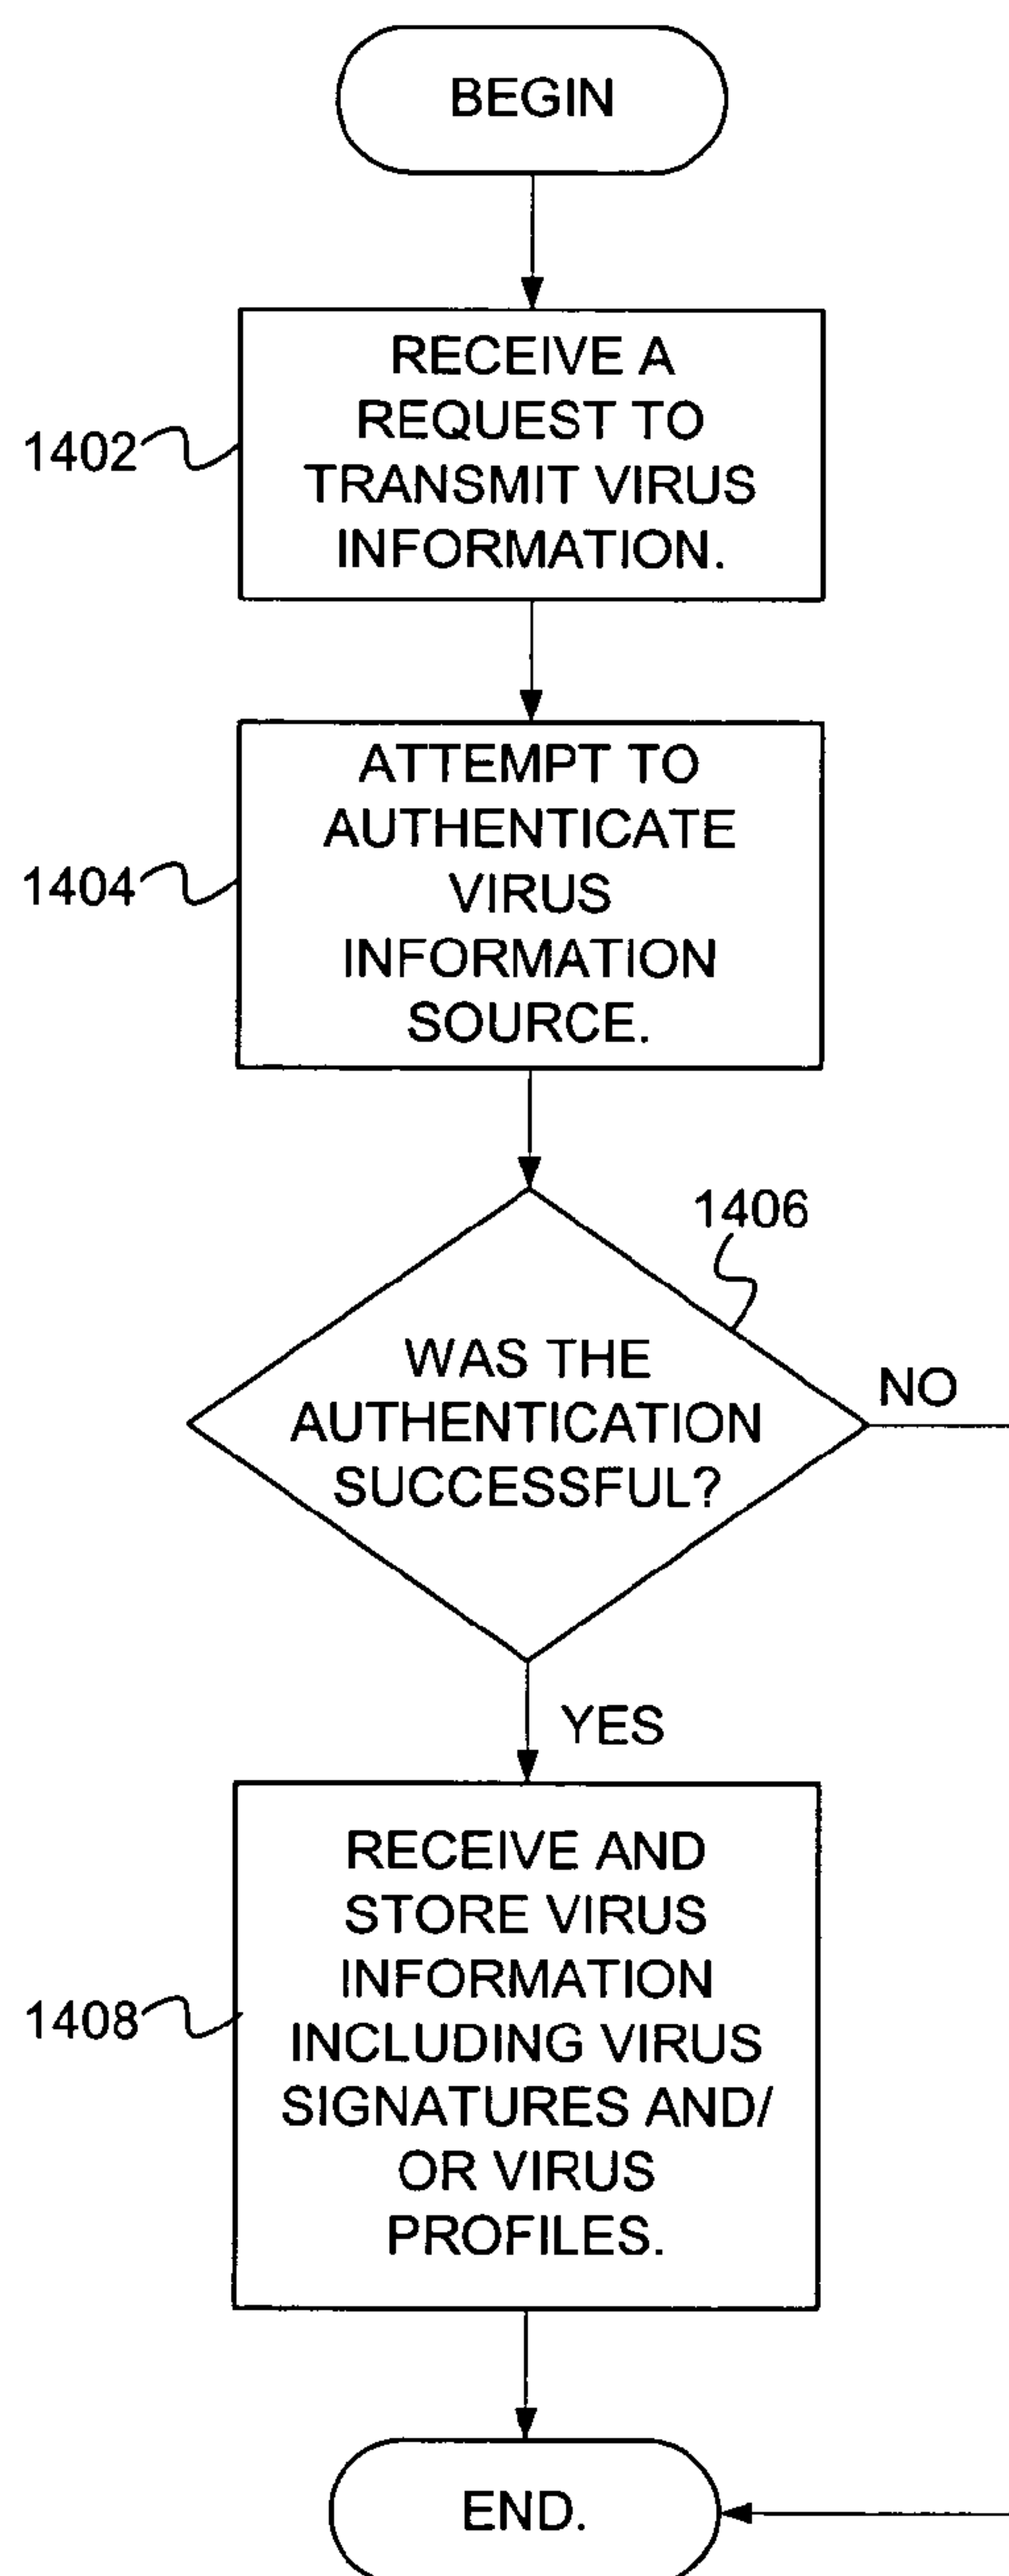 BEGIN
RECEIVE A
REQUEST TO
TRANSMIT VIRUS
INFORMATION.
1402
ATTEMPT TO
AUTHENTICATE
VIRUS
INFORMATION
SOURCE.
1404
1406
WAS THE
AUTHENTICATION
SUCCESSFUL?
NO
YES
RECEIVE AND
STORE VIRUS
INFORMATION
INCLUDING VIRUS
SIGNATURES AND/
OR VIRUS
PROFILES.
1408
END.